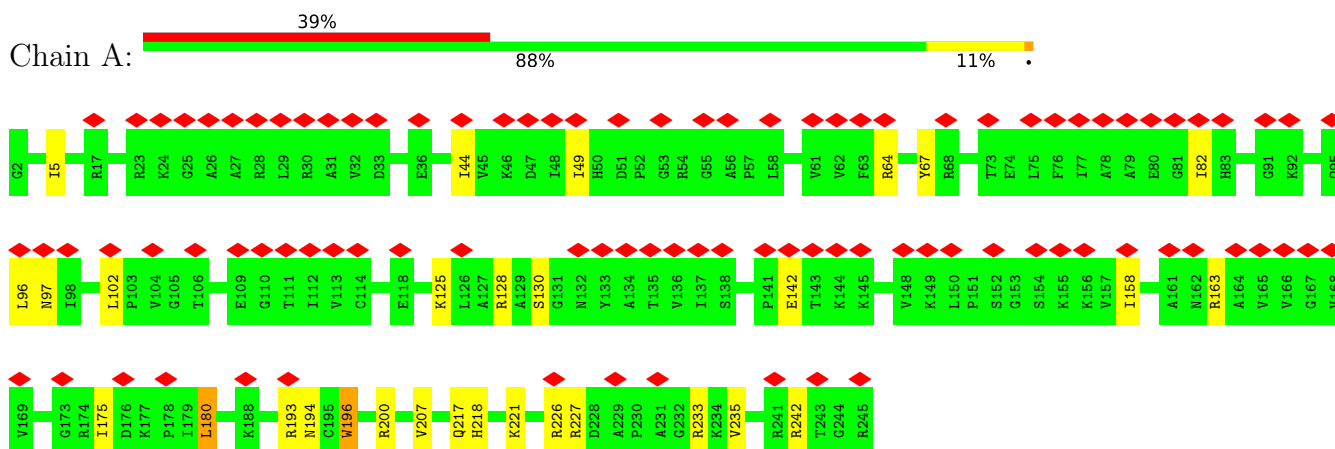 39%
Chain A:
88% 11% •
G2 I5 R17 R23 K24 G25 A26 A27 R28 L29 R30 A31 V32 D33 E36 I44 V45 K46 D47 I48 I49 H50 D51 P52 G53 R54 G55 A56 P57 L58 V61 V62 F63 R64 Y67 R68 T73 E74 L75 F76 I77 A78 A79 E80 G81 I82 H83 G91 K92
L96 N97 I98 L102 P103 V104 G105 T106 E109 G110 T111 I112 V113 C114 E118 K125 L126 A127 R128 A129 S130 G131 N132 Y133 A134 T135 V136 I137 S138 P141 E142 T143 K144 K145 V148 K149 L150 P151 S152 G153 S154 K155 K156 V157 I158 A161 N162 R163 A164 V165 V166 G167
V169 G173 R174 I175 D176 K177 P178 I179 L180 K188 R193 N194 C195 W196 R200 V207 Q217 H218 K221 R226 R227 D228 A229 P230 A231 G232 R233 K234 V235 R241 R242 T243 G244 R245